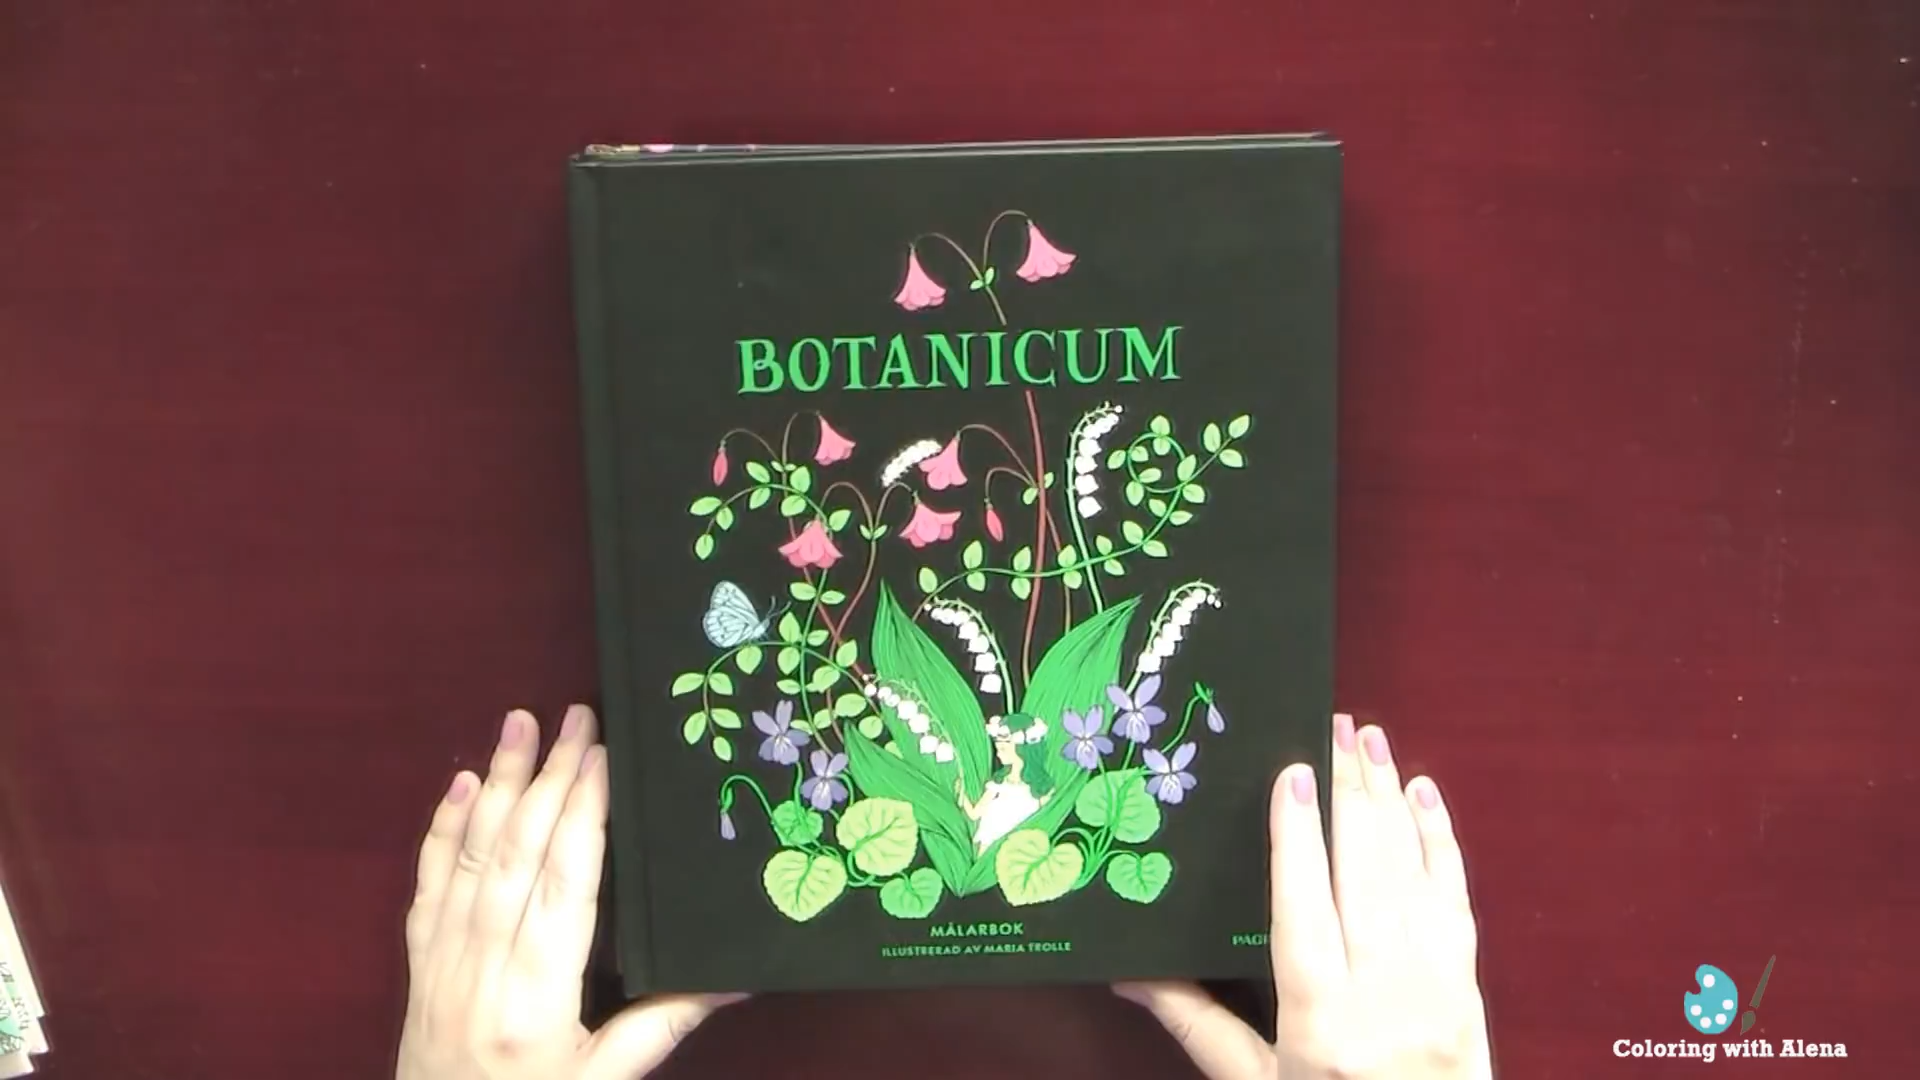 BOTANICUM
MÅLARBOK
ILLUSTRERAD AV MARIA TROLLE
Coloring with Alena